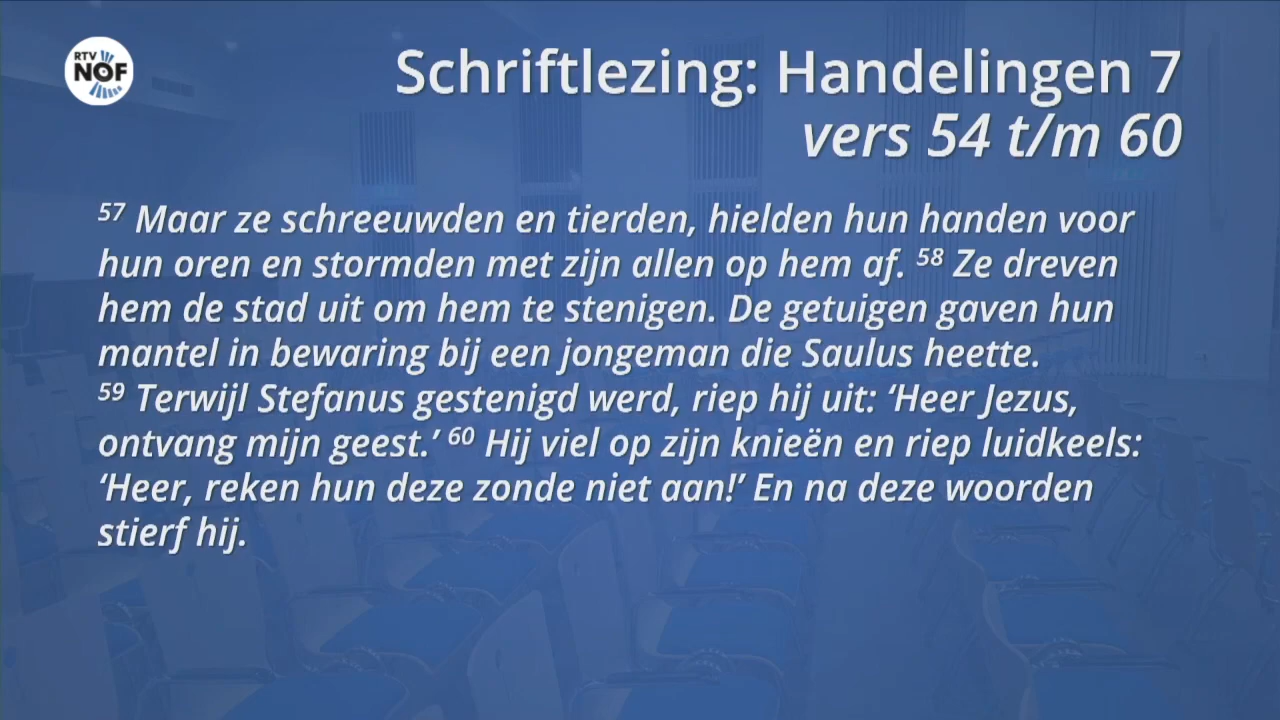 RTV
NOF
Schriftlezing: Handelingen 7
vers 54 t/m 60
57 Maar ze schreeuwden en tierden, hielden hun handen voor
hun oren en stormden met zijn allen op hem af. 58 Ze dreven
hem de stad uit om hem te stenigen. De getuigen gaven hun
mantel in bewaring bij een jongeman die Saulus heette.
59 Terwijl Stefanus gestenigd werd, riep hij uit: ‘Heer Jezus,
ontvang mijn geest.’ 60 Hij viel op zijn knieën en riep luidkeels:
‘Heer, reken hun deze zonde niet aan!’ En na deze woorden
stierf hij.